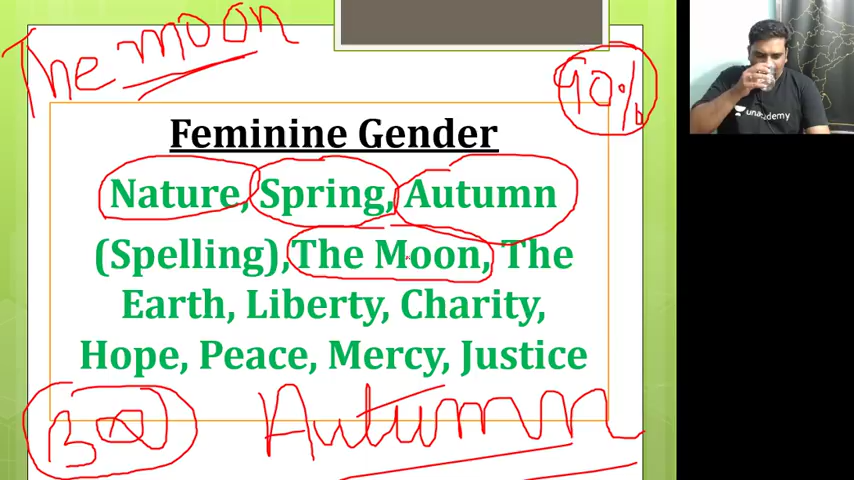 The moon
90%
unacademy
Feminine Gender
Nature, Spring, Autumn
(Spelling),The Moon, The
Earth, Liberty, Charity,
Hope, Peace, Mercy, Justice
Autumn